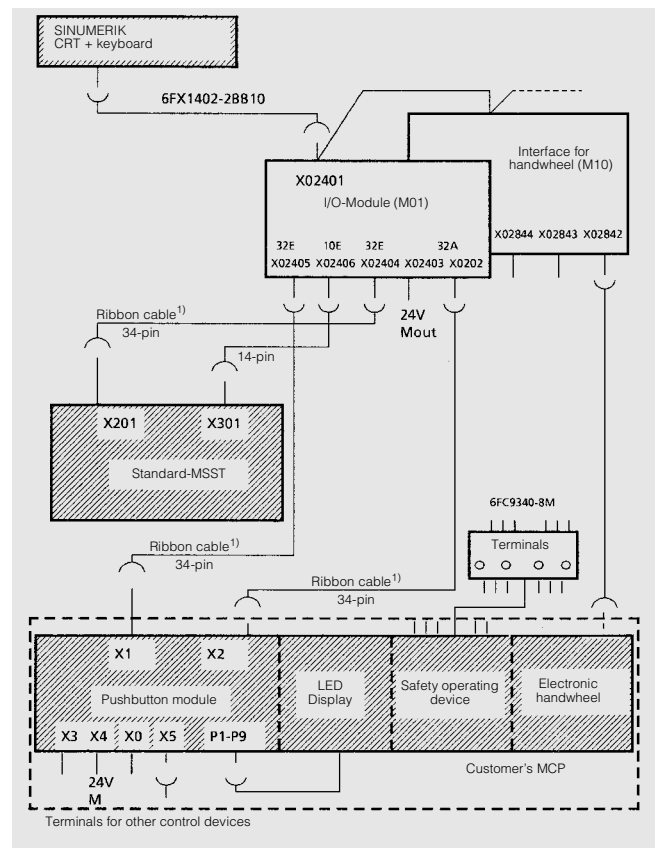 SINUMERIK
CRT + keyboard
6FX1402-2BB10
Interface for
handwheel (M10)
X02401
I/O-Module (M01)
X02844 X02843 X02842
32E 10E 32E 32A
X02405 X02406 X02404 X02403 X0202
Ribbon cable1)
34-pin
24V
Mout
14-pin
X201 X301
Standard-MSST
6FC9340-8M
Terminals
Ribbon cable1)
34-pin
Ribbon cable1)
34-pin
X1 X2
Pushbutton module
LED
Display
Safety operating
device
Electronic
handwheel
X3 X4 X0 X5 P1-P9
24V
M
Customer's MCP
Terminals for other control devices